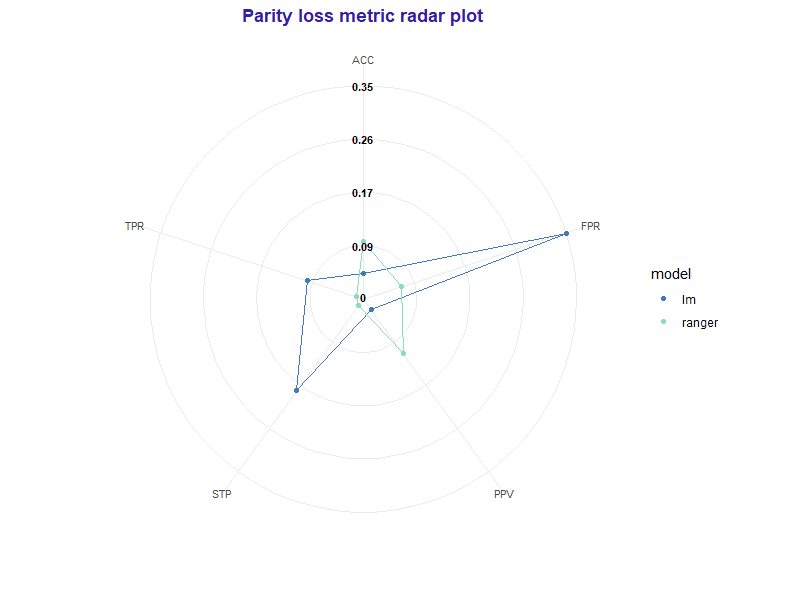 Parity loss metric radar plot
ACC
0.35
0.26
0.17
TPR
FPR
0.09
model
0
lm
ranger
STP
PPV